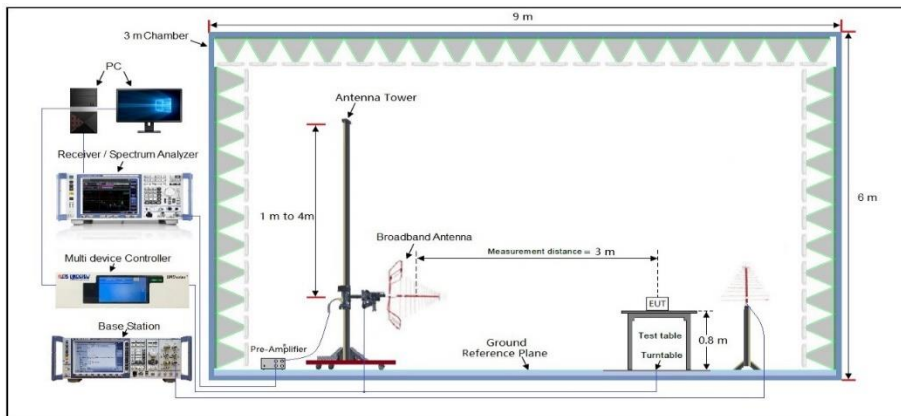 9 m
3 m Chamber
PC
Antenna Tower
Receiver / Spectrum Analyzer
1 m to 4m
6 m
Broadband Antenna
Measurement distance = 3 m
Multi device Controller
EUT
Base Station
Test table
0.8 m
Pre-Amplifier
Ground
Reference Plane
Turntable